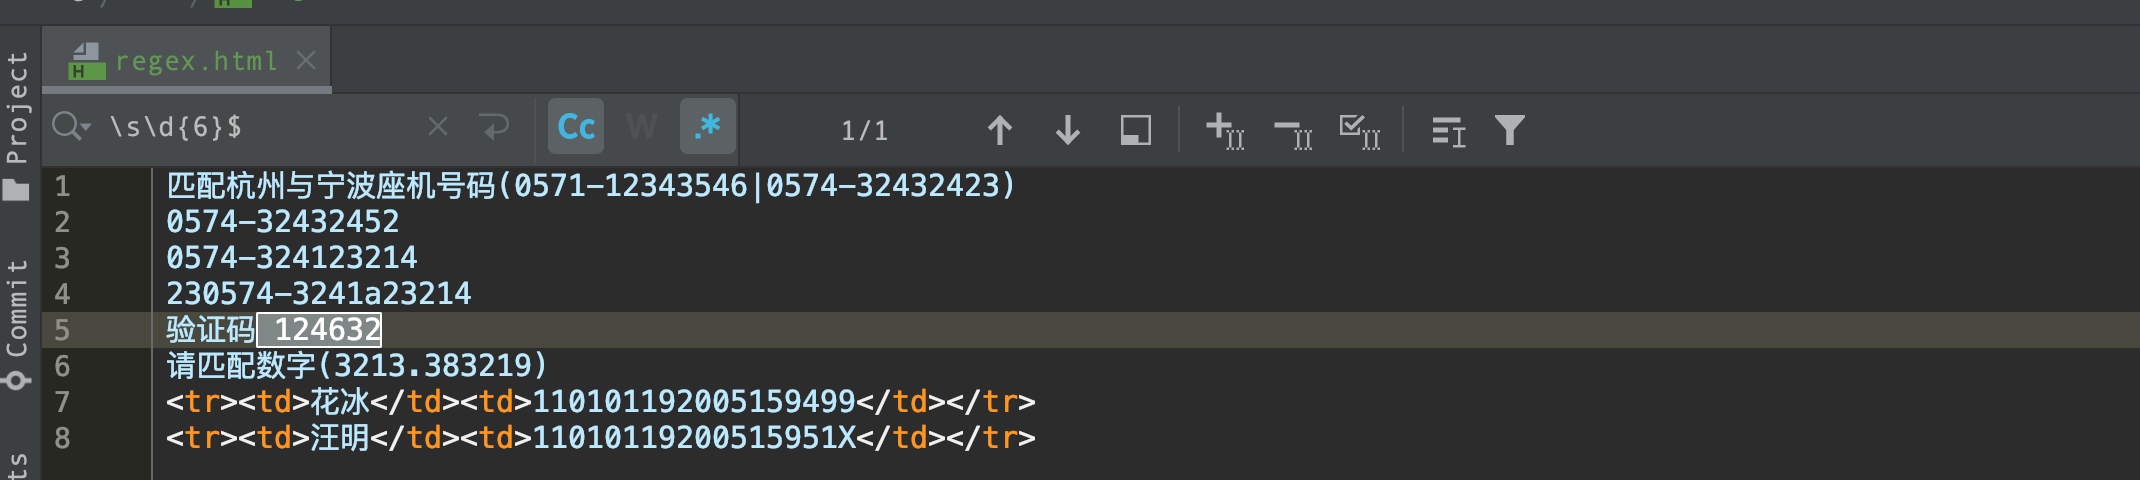 regex.html
Project
\s\d{6}$
Cc
W
.*
1/1
1 匹配杭州与宁波座机号码(0571-12343546|0574-32432423)
2 0574-32432452
3 0574-324123214
4 230574-3241a23214
5 验证码 124632
6 请匹配数字(3213.383219)
7 <tr><td>花冰</td><td>110101192005159499</td></tr>
8 <tr><td>汪明</td><td>11010119200515951X</td></tr>
Commit
ts